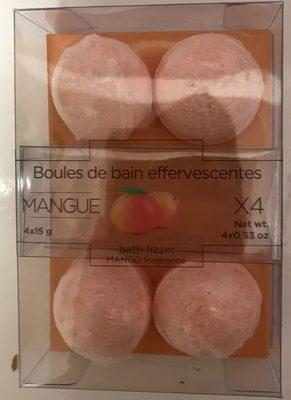 Boules de bain effervescentes
MANGUE
X4
4x15 g
Net wt.
4x0.53 oz
bath fizzer
MANGO fragrance